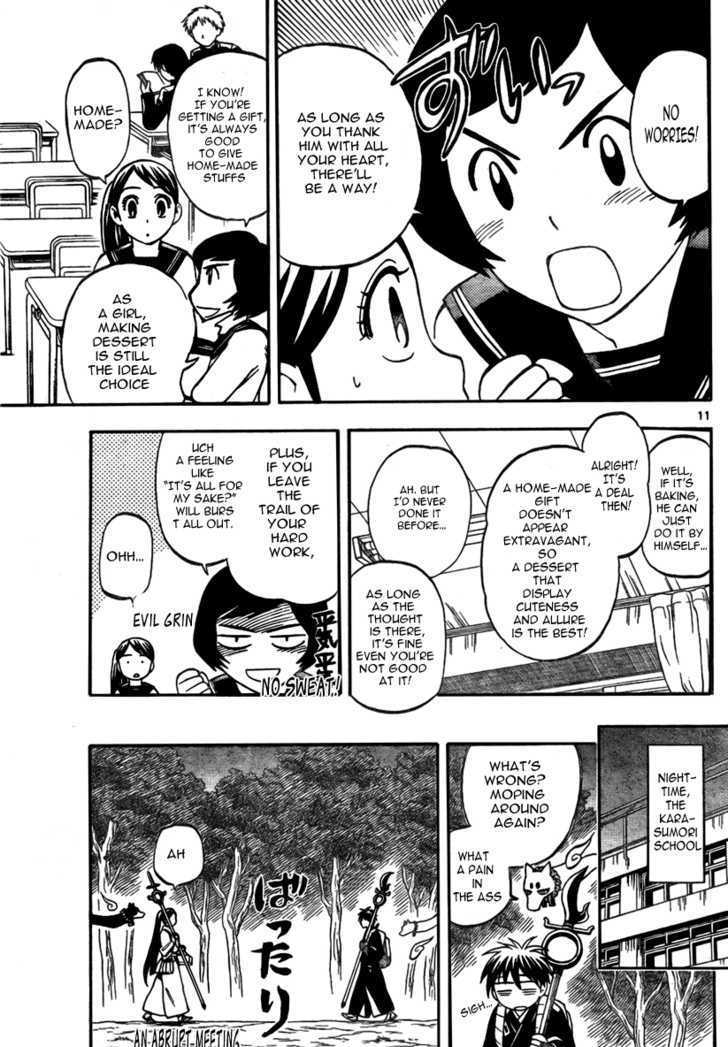 NO
WORRIES!
ずいっ
AS LONG AS
YOU THANK
HIM WITH ALL
YOUR HEART,
THERE'LL
BE A WAY!
I KNOW!
IF YOU'RE
GETTING A GIFT,
IT'S ALWAYS
GOOD
TO GIVE
HOME-MADE
STUFFS
HOME-
MADE?
AS
A GIRL,
MAKING
DESSERT
IS STILL
THE IDEAL
CHOICE
11
WELL,
IF IT'S
BAKING,
HE CAN
JUST
DO IT BY
HIMSELF...
ALRIGHT!
IT'S
A DEAL
THEN!
A HOME-MADE
GIFT
DOESN'T
APPEAR
EXTRAVAGANT,
SO
A DESSERT
THAT
DISPLAY
CUTENESS
AND ALLURE
IS THE BEST!
AH. BUT
I'D NEVER
DONE IT
BEFORE...
AS LONG
AS THE
THOUGHT
IS THERE,
IT'S FINE
EVEN YOU'RE
NOT GOOD
AT IT!
PLUS,
IF YOU
LEAVE
THE
TRAIL OF
YOUR
HARD
WORK,
UCH
A FEELING
LIKE
"IT'S ALL FOR
MY SAKE?"
WILL BURS
T ALL OUT.
OHH...
EVIL GRIN
平気平
NO SWEAT!
NIGHT-
TIME,
THE
KARA-
SUMORI
SCHOOL
WHAT'S
WRONG?
MOPING
AROUND
AGAIN?
WHAT
A PAIN
IN THE
ASS
SIGH...
AH
ばったり
AN ABRUPT MEETING